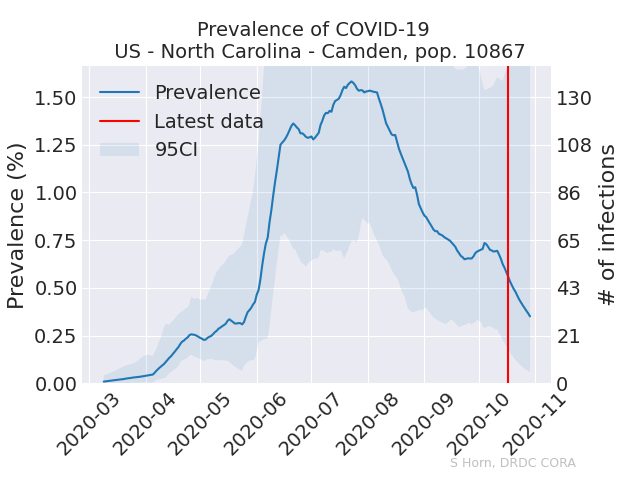 Prevalence of COVID-19
US - North Carolina - Camden, pop. 10867
Prevalence
Latest data
95CI
Prevalence (%)
1.50
1.25
1.00
0.75
0.50
0.25
0.00
130
108
86
65
43
21
0
# of infections
2020-03
2020-04
2020-05
2020-06
2020-07
2020-08
2020-09
2020-10
2020-11
S Horn, DRDC CORA